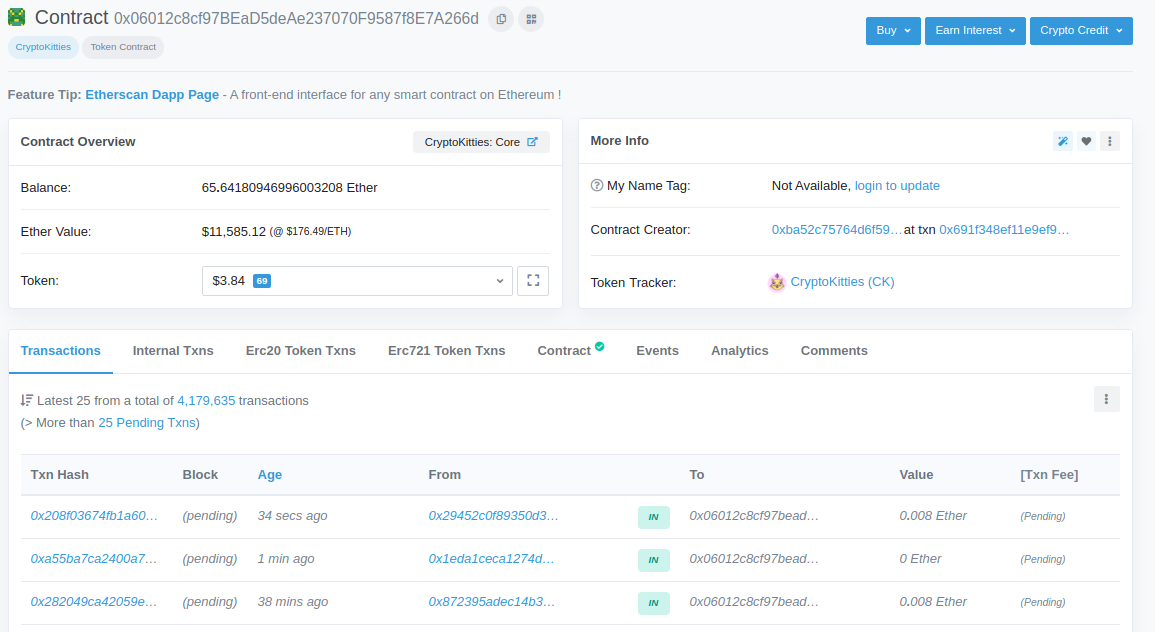 Contract 0x06012c8cf97BEaD5deAe237070F9587f8E7A266d
CryptoKitties Token Contract
Buy Earn Interest Crypto Credit
Feature Tip: Etherscan Dapp Page - A front-end interface for any smart contract on Ethereum !
Contract Overview CryptoKitties: Core
Balance: 65.64180946996003208 Ether
Ether Value: $11,585.12 (@ $176.49/ETH)
Token: $3.84 69
More Info
My Name Tag: Not Available, login to update
Contract Creator: 0xba52c75764d6f59... at txn 0x691f348ef11e9ef9...
Token Tracker: CryptoKitties (CK)
Transactions Internal Txns Erc20 Token Txns Erc721 Token Txns Contract Events Analytics Comments
Latest 25 from a total of 4,179,635 transactions
(> More than 25 Pending Txns)
Txn Hash Block Age From To Value [Txn Fee]
0x208f03674fb1a60... (pending) 34 secs ago 0x29452c0f89350d3... IN 0x06012c8cf97bead... 0.008 Ether (Pending)
0xa55ba7ca2400a7... (pending) 1 min ago 0x1eda1ceca1274d... IN 0x06012c8cf97bead... 0 Ether (Pending)
0x282049ca42059e... (pending) 38 mins ago 0x872395adec14b3... IN 0x06012c8cf97bead... 0.008 Ether (Pending)